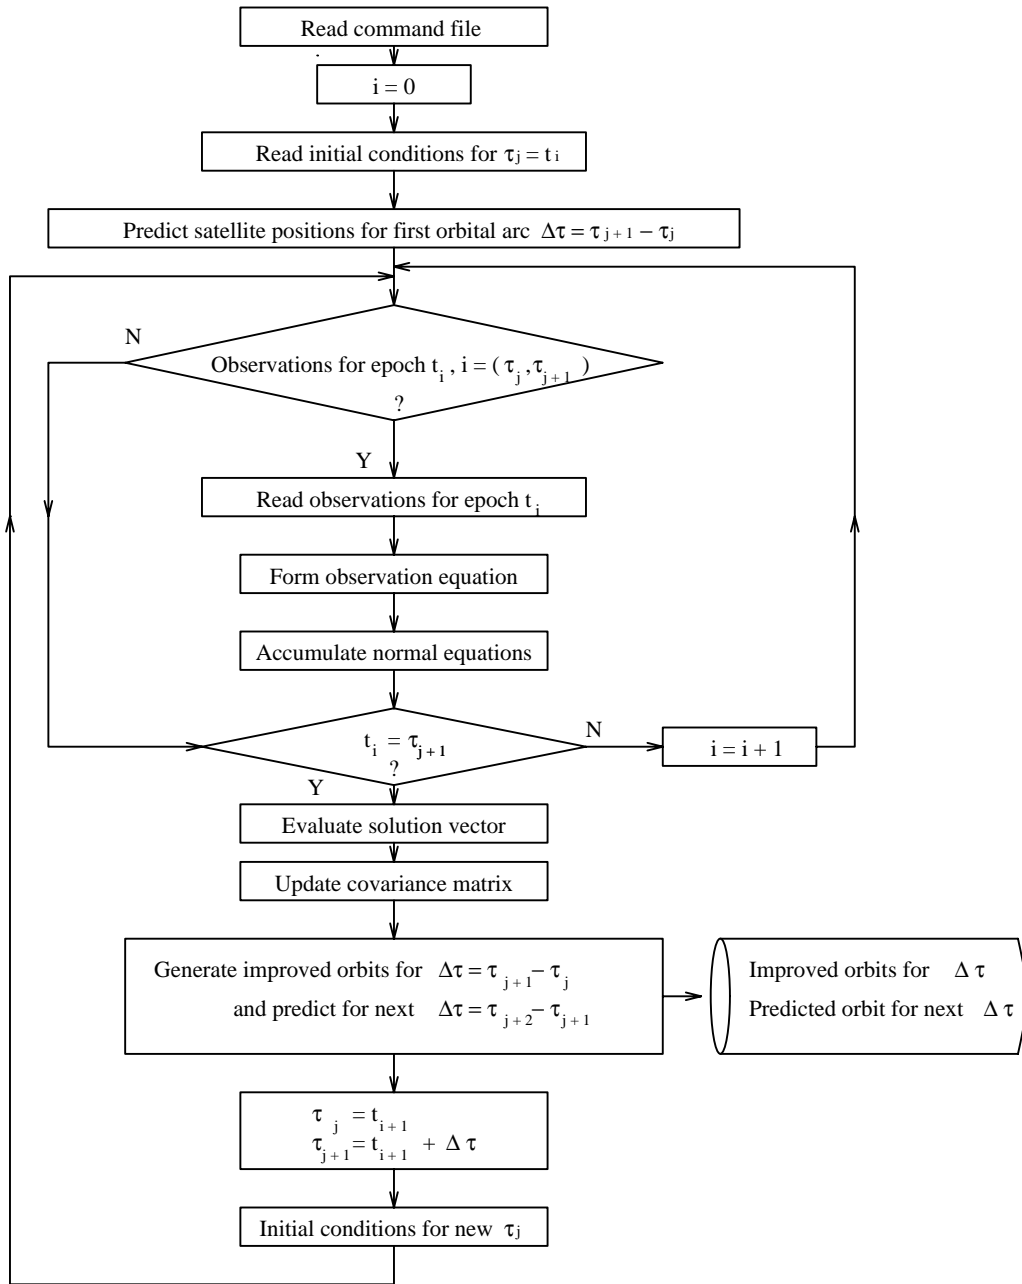 Read command file
i = 0
Read initial conditions for τj = ti
Predict satellite positions for first orbital arc Δτ = τj+1 − τj
N
Observations for epoch ti , i = ( τj , τj+1 )
?
Y
Read observations for epoch ti
Form observation equation
Accumulate normal equations
ti = τj+1
?
N
i = i + 1
Y
Evaluate solution vector
Update covariance matrix
Generate improved orbits for Δτ = τj+1 − τj
and predict for next Δτ = τj+2 − τj+1
Improved orbits for Δτ
Predicted orbit for next Δτ
τj = ti+1
τj+1 = ti+1 + Δτ
Initial conditions for new τj